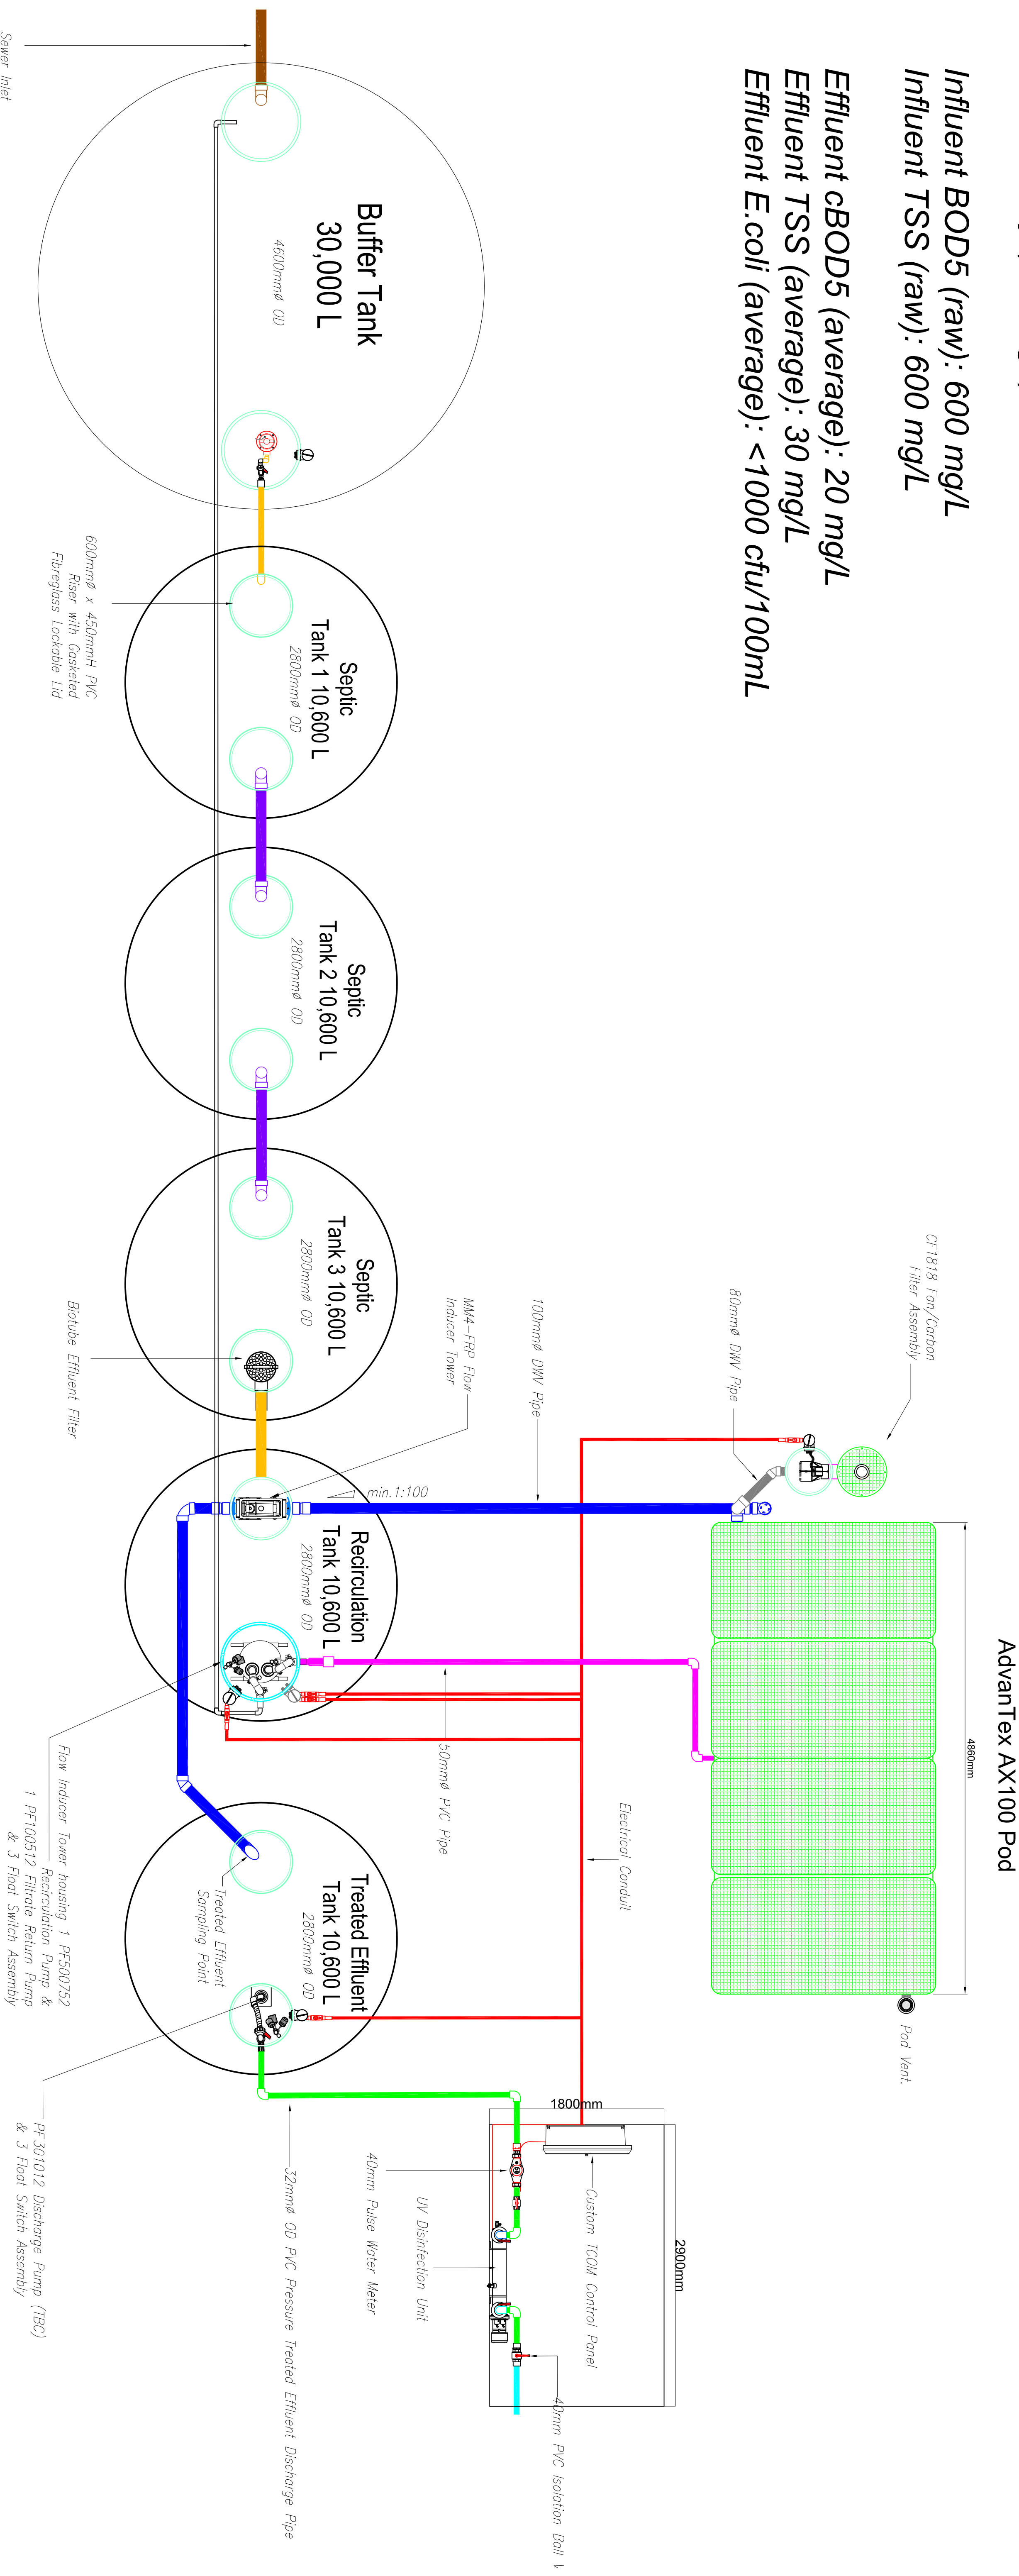 Influent BOD5 (raw): 600 mg/L
Influent TSS (raw): 600 mg/L
Effluent cBOD5 (average): 20 mg/L
Effluent TSS (average): 30 mg/L
Effluent E.coli (average): <1000 cfu/100mL
AdvanTex AX100 Pod
4860mm
CF1818 Fan/Carbon
Filter Assembly
80mmø DWV Pipe
100mmø DWV Pipe
MM4-FRP Flow
Inducer Tower
Pod Vent.
Electrical Conduit
50mmø PVC Pipe
1800mm
2900mm
Custom TCOM Control Panel
40mm PVC Isolation Ball
UV Disinfection Unit
40mm Pulse Water Meter
32mmø OD PVC Pressure Treated Effluent Discharge Pipe
Sewer Inlet
Buffer Tank
30,000 L
4600mmø OD
Septic
Tank 1 10,600 L
2800mmø OD
600mmø x 450mmH PVC
Riser with Gasketed
Fibreglass Lockable Lid
Septic
Tank 2 10,600 L
2800mmø OD
Septic
Tank 3 10,600 L
2800mmø OD
Biotube Effluent Filter
min.1:100
Recirculation
Tank 10,600 L
2800mmø OD
Flow Inducer Tower housing 1 PF500752
Recirculation Pump &
1 PF100512 Filtrate Return Pump
& 3 Float Switch Assembly
Treated Effluent
Tank 10,600 L
2800mmø OD
Treated Effluent
Sampling Point
PF301012 Discharge Pump (TBC)
& 3 Float Switch Assembly